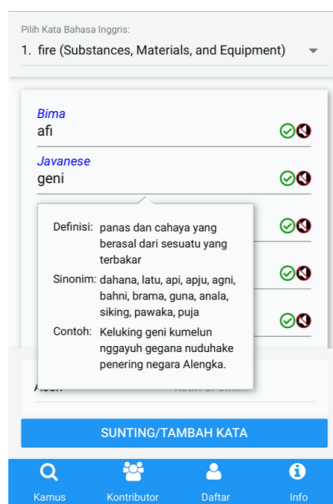 Pilih Kata Bahasa Inggris:
1. fire (Substances, Materials, and Equipment)
Bima
afi
Javanese
geni
Definisi: panas dan cahaya yang
berasal dari sesuatu yang
terbakar
Sinonim: dahana, latu, api, apju, agni,
bahni, brama, guna, anala,
siking, pawaka, puja
Contoh: Keluking geni kumelun
nggayuh gegana nuduhake
penering negara Alengka.
SUNTING/TAMBAH KATA
Kamus Kontributor Daftar Info